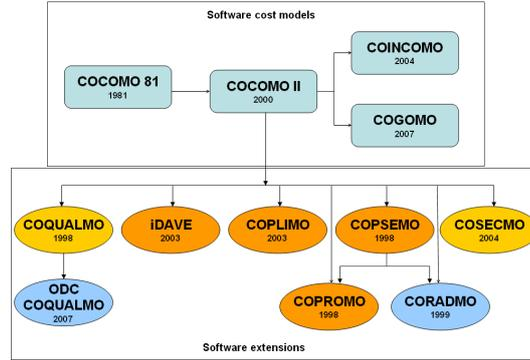 Software cost models
COINCOMO
2004
COCOMO 81
1981
COCOMO II
2000
COGOMO
2007
COQUALMO
1998
iDAVE
2003
COPLIMO
2003
COPSEMO
1998
COSECMO
2004
ODC
COQUALMO
2007
COPROMO
1998
CORADMO
1999
Software extensions